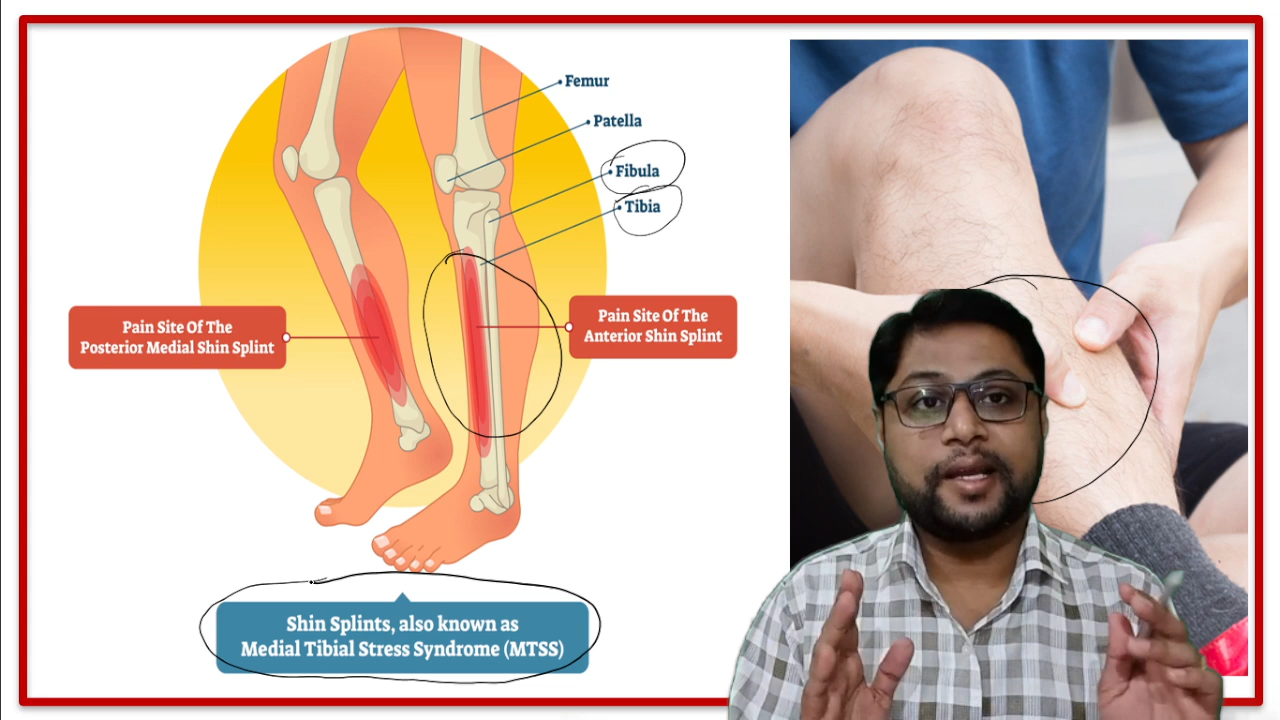 Femur
Patella
Fibula
Tibia
Pain Site Of The
Posterior Medial Shin Splint
Pain Site Of The
Anterior Shin Splint
Shin Splints, also known as
Medial Tibial Stress Syndrome (MTSS)